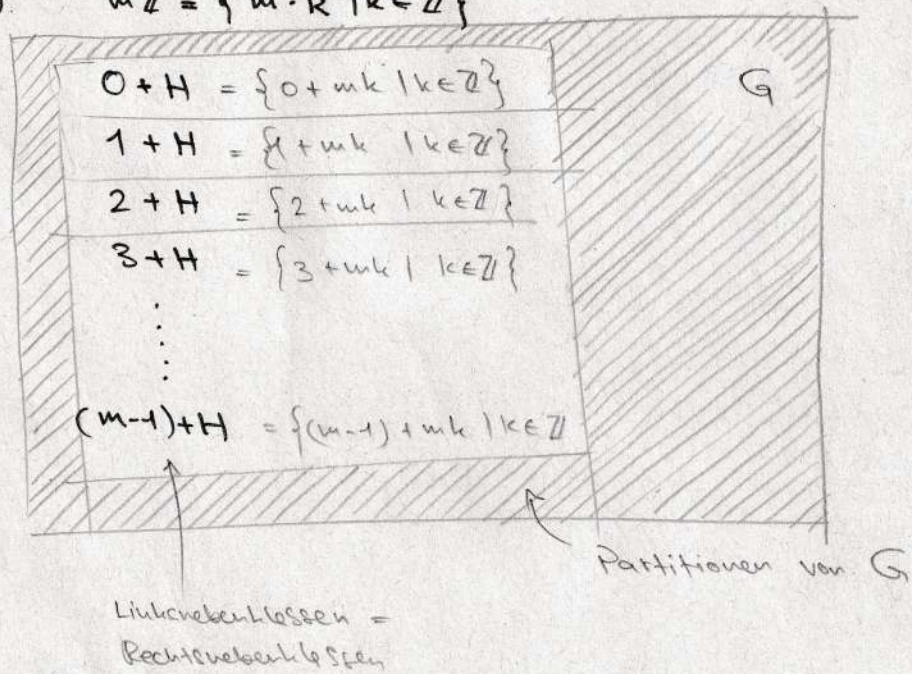 mℤ = { m·k | k∈ℤ}
0 + H = {0 + mk | k∈ℤ}
G
1 + H = {1 + mk | k∈ℤ}
2 + H = {2 + mk | k∈ℤ}
3 + H = {3 + mk | k∈ℤ}
(m-1)+H = {(m-1) + mk | k∈ℤ
Partitionen von G
Linksnebenklassen =
Rechtsnebenklassen